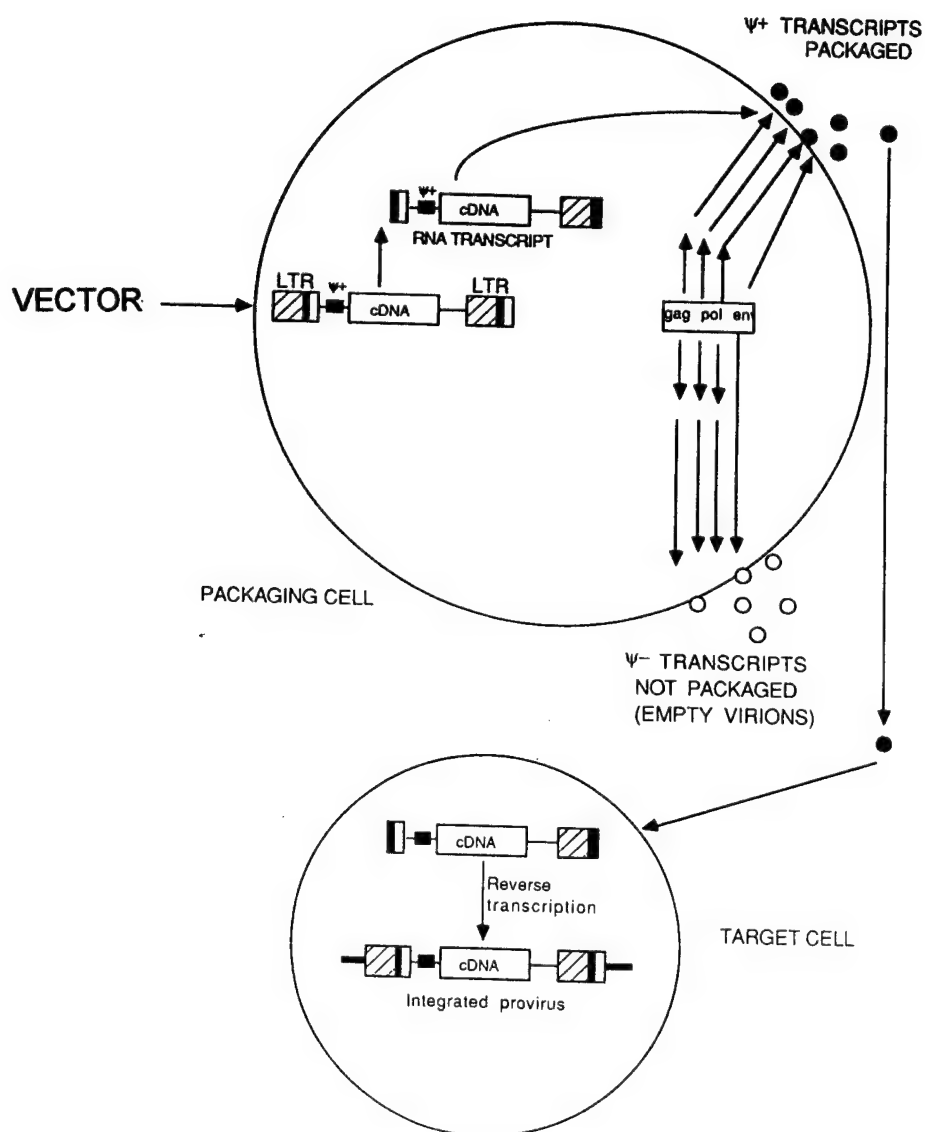 Ψ+ TRANSCRIPTS
PACKAGED
Ψ+
cDNA
RNA TRANSCRIPT
LTR
Ψ+
LTR
VECTOR
cDNA
gag pol env
PACKAGING CELL
Ψ− TRANSCRIPTS
NOT PACKAGED
(EMPTY VIRIONS)
cDNA
Reverse
transcription
TARGET CELL
cDNA
Integrated provirus